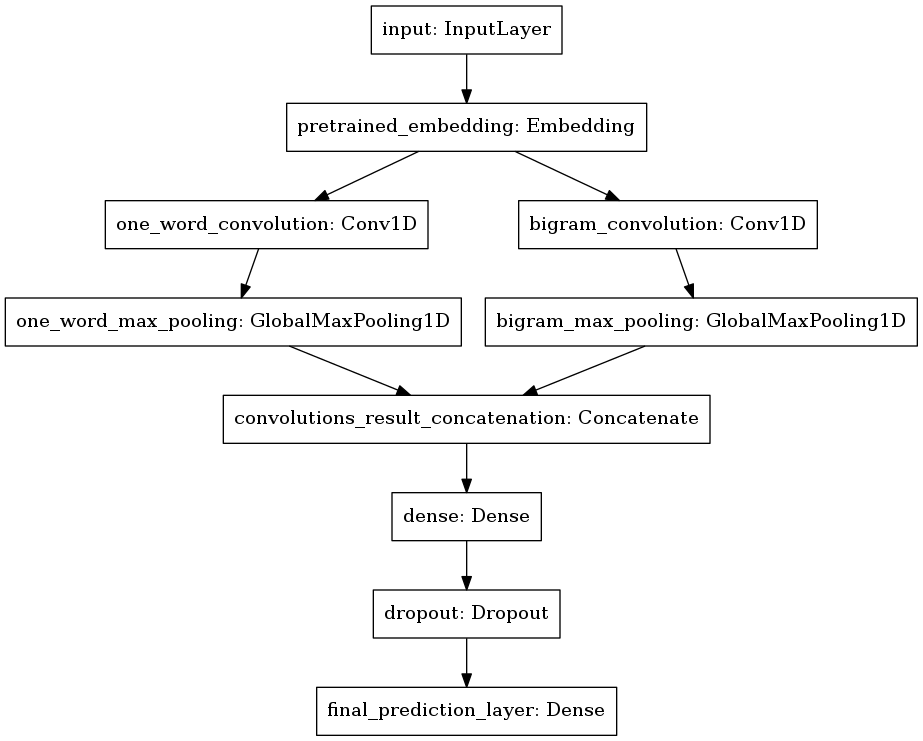 input: InputLayer
pretrained_embedding: Embedding
one_word_convolution: Conv1D
bigram_convolution: Conv1D
one_word_max_pooling: GlobalMaxPooling1D
bigram_max_pooling: GlobalMaxPooling1D
convolutions_result_concatenation: Concatenate
dense: Dense
dropout: Dropout
final_prediction_layer: Dense